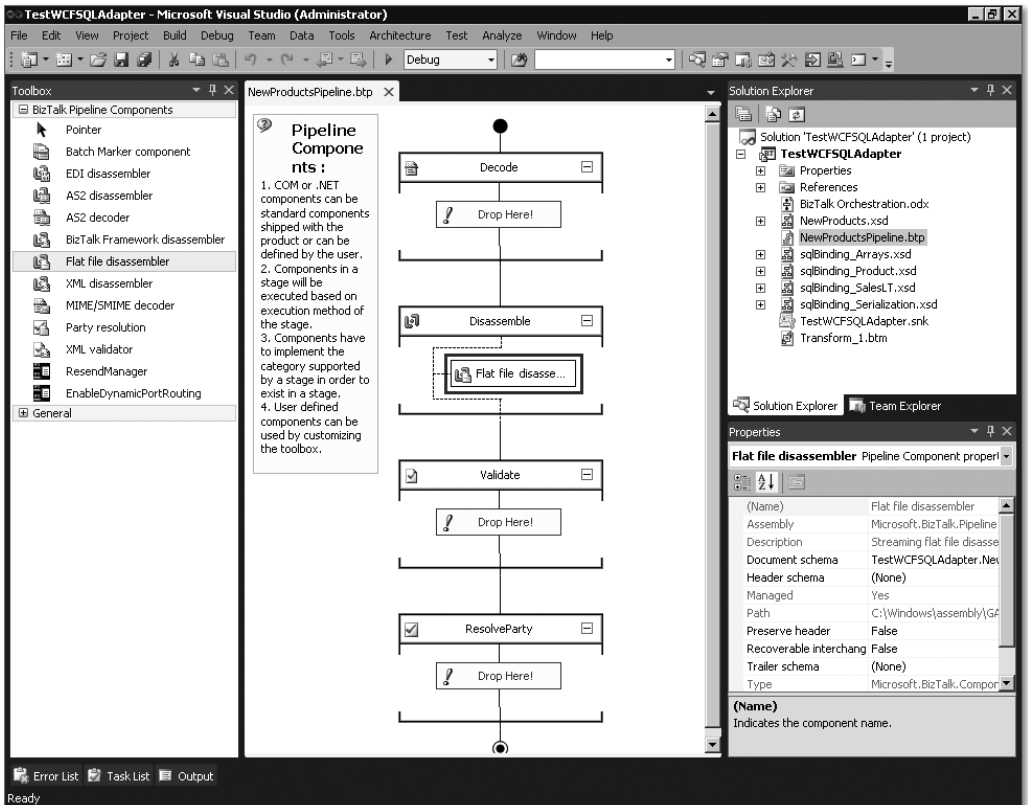 TestWCFSQLAdapter - Microsoft Visual Studio (Administrator)
File Edit View Project Build Debug Team Data Tools Architecture Test Analyze Window Help
Debug
Toolbox
BizTalk Pipeline Components
Pointer
Batch Marker component
EDI disassembler
AS2 disassembler
AS2 decoder
BizTalk Framework disassembler
Flat file disassembler
XML disassembler
MIME/SMIME decoder
Party resolution
XML validator
ResendManager
EnableDynamicPortRouting
General
NewProductsPipeline.btp
Pipeline
Compone
nts :
1. COM or .NET
components can be
standard components
shipped with the
product or can be
defined by the user.
2. Components in a
stage will be
executed based on
execution method of
the stage.
3. Components have
to implement the
category supported
by a stage in order to
exist in a stage.
4. User defined
components can be
used by customizing
the toolbox.
Decode
Drop Here!
Disassemble
Flat file disasse...
Validate
Drop Here!
ResolveParty
Drop Here!
Solution Explorer
Solution 'TestWCFSQLAdapter' (1 project)
TestWCFSQLAdapter
Properties
References
BizTalk Orchestration.odx
NewProducts.xsd
NewProductsPipeline.btp
sqlBinding_Arrays.xsd
sqlBinding_Product.xsd
sqlBinding_SalesLT.xsd
sqlBinding_Serialization.xsd
TestWCFSQLAdapter.snk
Transform_1.btm
Solution Explorer Team Explorer
Properties
Flat file disassembler Pipeline Component propert
(Name) Flat file disassembler
Assembly Microsoft.BizTalk.Pipeline
Description Streaming flat file disasse
Document schema TestWCFSQLAdapter.Nev
Header schema (None)
Managed Yes
Path C:\Windows\assembly\GA
Preserve header False
Recoverable interchang False
Trailer schema (None)
Type Microsoft.BizTalk.Compor
(Name)
Indicates the component name.
Error List Task List Output
Ready